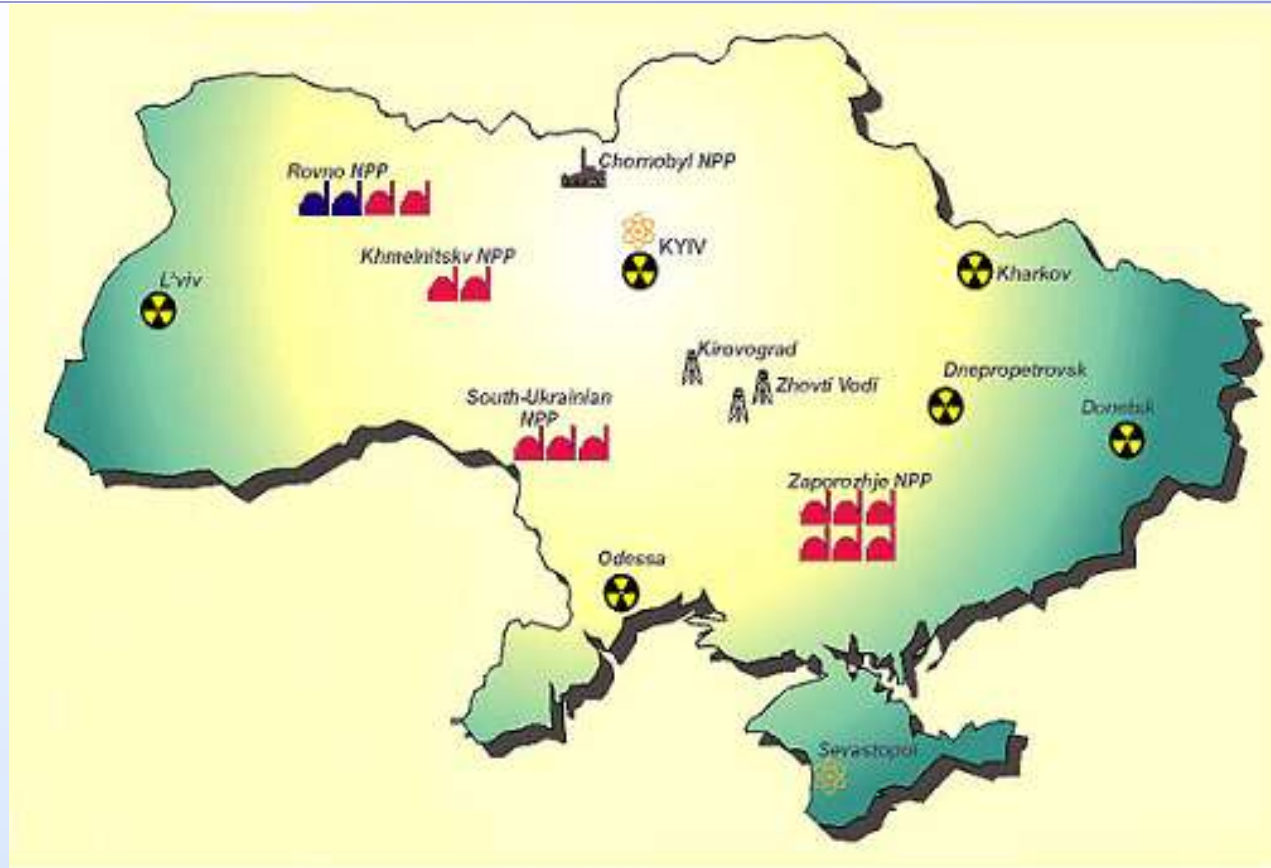 Chornobyl NPP
Rovno NPP
KYIV
Khmelnitskv NPP
L'viv
Kharkov
Kirovograd
Dnepropetrovsk
Zhovti Vodi
South-Ukrainian
NPP
Donetsk
Zaporozhje NPP
Odessa
Sevastopol